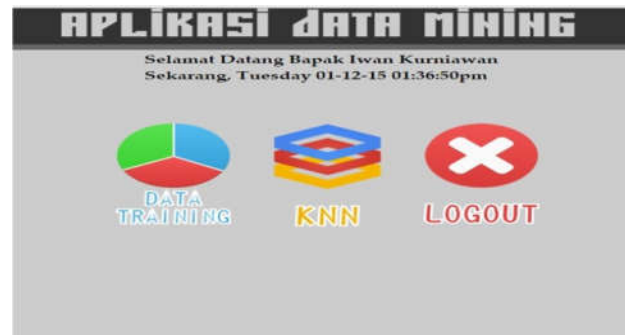 APLIKASI DATA MINING
Selamat Datang Bapak Iwan Kurniawan
Sekarang, Tuesday 01-12-15 01:36:50pm
DATA
TRAINING
KNN
LOGOUT